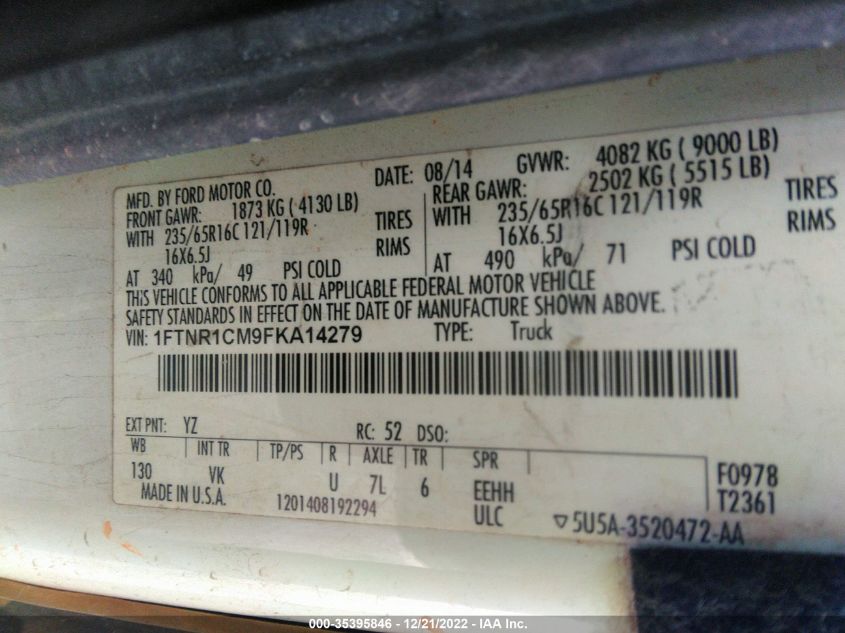 MFD. BY FORD MOTOR CO.
DATE: 08/14 GVWR: 4082 KG ( 9000 LB)
FRONT GAWR: 1873 KG ( 4130 LB)
REAR GAWR: 2502 KG ( 5515 LB)
WITH 235/65R16C 121/119R TIRES
WITH 235/65R16C 121/119R TIRES
16X6.5J RIMS
16X6.5J RIMS
AT 340 kPa/ 49 PSI COLD
AT 490 kPa/ 71 PSI COLD
THIS VEHICLE CONFORMS TO ALL APPLICABLE FEDERAL MOTOR VEHICLE
SAFETY STANDARDS IN EFFECT ON THE DATE OF MANUFACTURE SHOWN ABOVE.
VIN: 1FTNR1CM9FKA14279 TYPE: Truck
EXT PNT: YZ RC: 52 DSO:
WB INT TR TP/PS R AXLE TR SPR
130 VK U 7L 6 EEHH F0978
MADE IN U.S.A. 1201408192294 ULC T2361
▽5U5A-3520472-AA
000-35395846 - 12/21/2022 - IAA Inc.